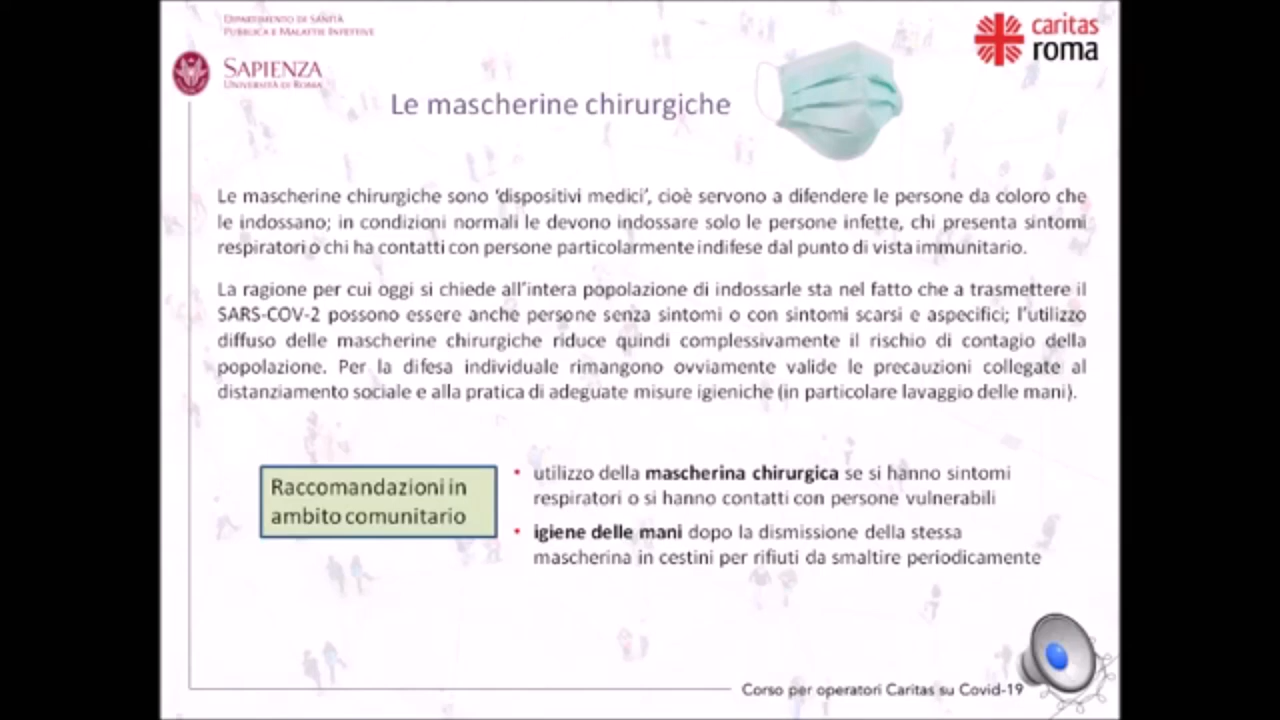 Dipartimento di Sanità
Pubblica e Malattie Infettive
Sapienza
Università di Roma
caritas
roma
Le mascherine chirurgiche
Le mascherine chirurgiche sono 'dispositivi medici', cioè servono a difendere le persone da coloro che
le indossano; in condizioni normali le devono indossare solo le persone infette, chi presenta sintomi
respiratori o chi ha contatti con persone particolarmente indifese dal punto di vista immunitario.
La ragione per cui oggi si chiede all'intera popolazione di indossarle sta nel fatto che a trasmettere il
SARS-COV-2 possono essere anche persone senza sintomi o con sintomi scarsi e aspecifici; l'utilizzo
diffuso delle mascherine chirurgiche riduce quindi complessivamente il rischio di contagio della
popolazione. Per la difesa individuale rimangono ovviamente valide le precauzioni collegate al
distanziamento sociale e alla pratica di adeguate misure igieniche (in particolare lavaggio delle mani).
Raccomandazioni in
ambito comunitario
• utilizzo della mascherina chirurgica se si hanno sintomi
respiratori o si hanno contatti con persone vulnerabili
• igiene delle mani dopo la dismissione della stessa
mascherina in cestini per rifiuti da smaltire periodicamente
Corso per operatori Caritas su Covid-19